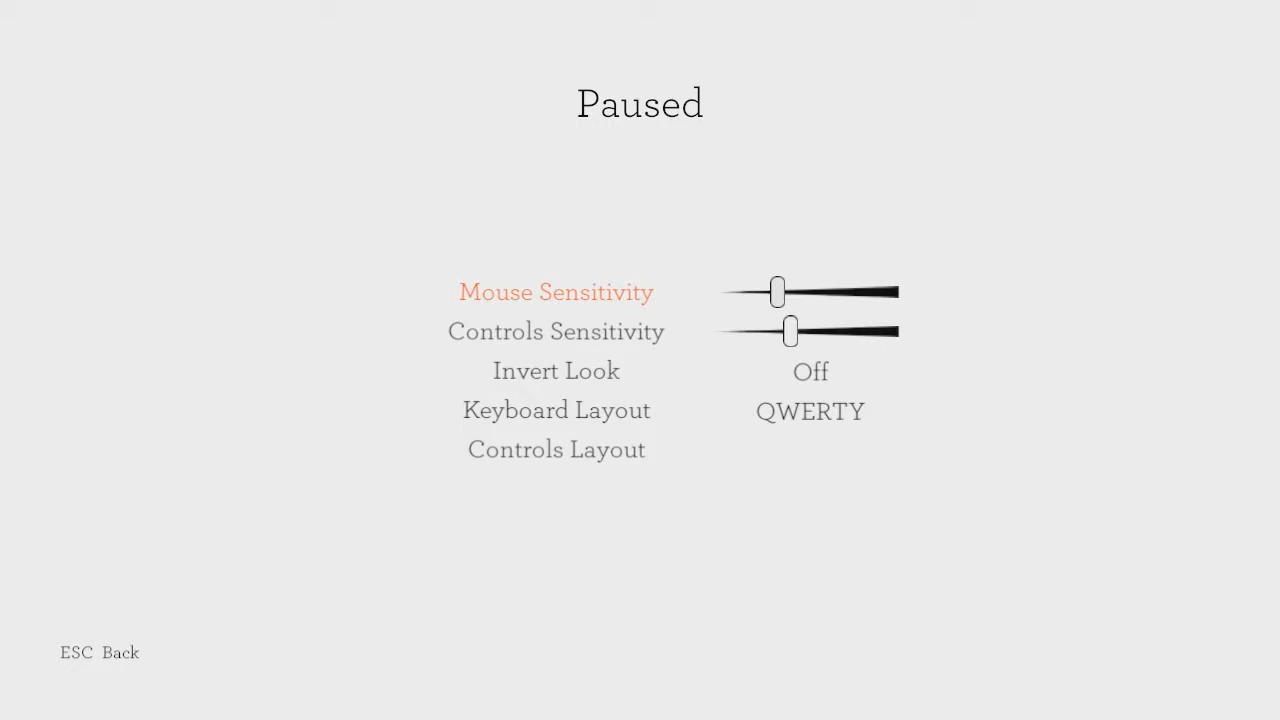 Paused
Mouse Sensitivity
Controls Sensitivity
Invert Look Off
Keyboard Layout QWERTY
Controls Layout
ESC Back